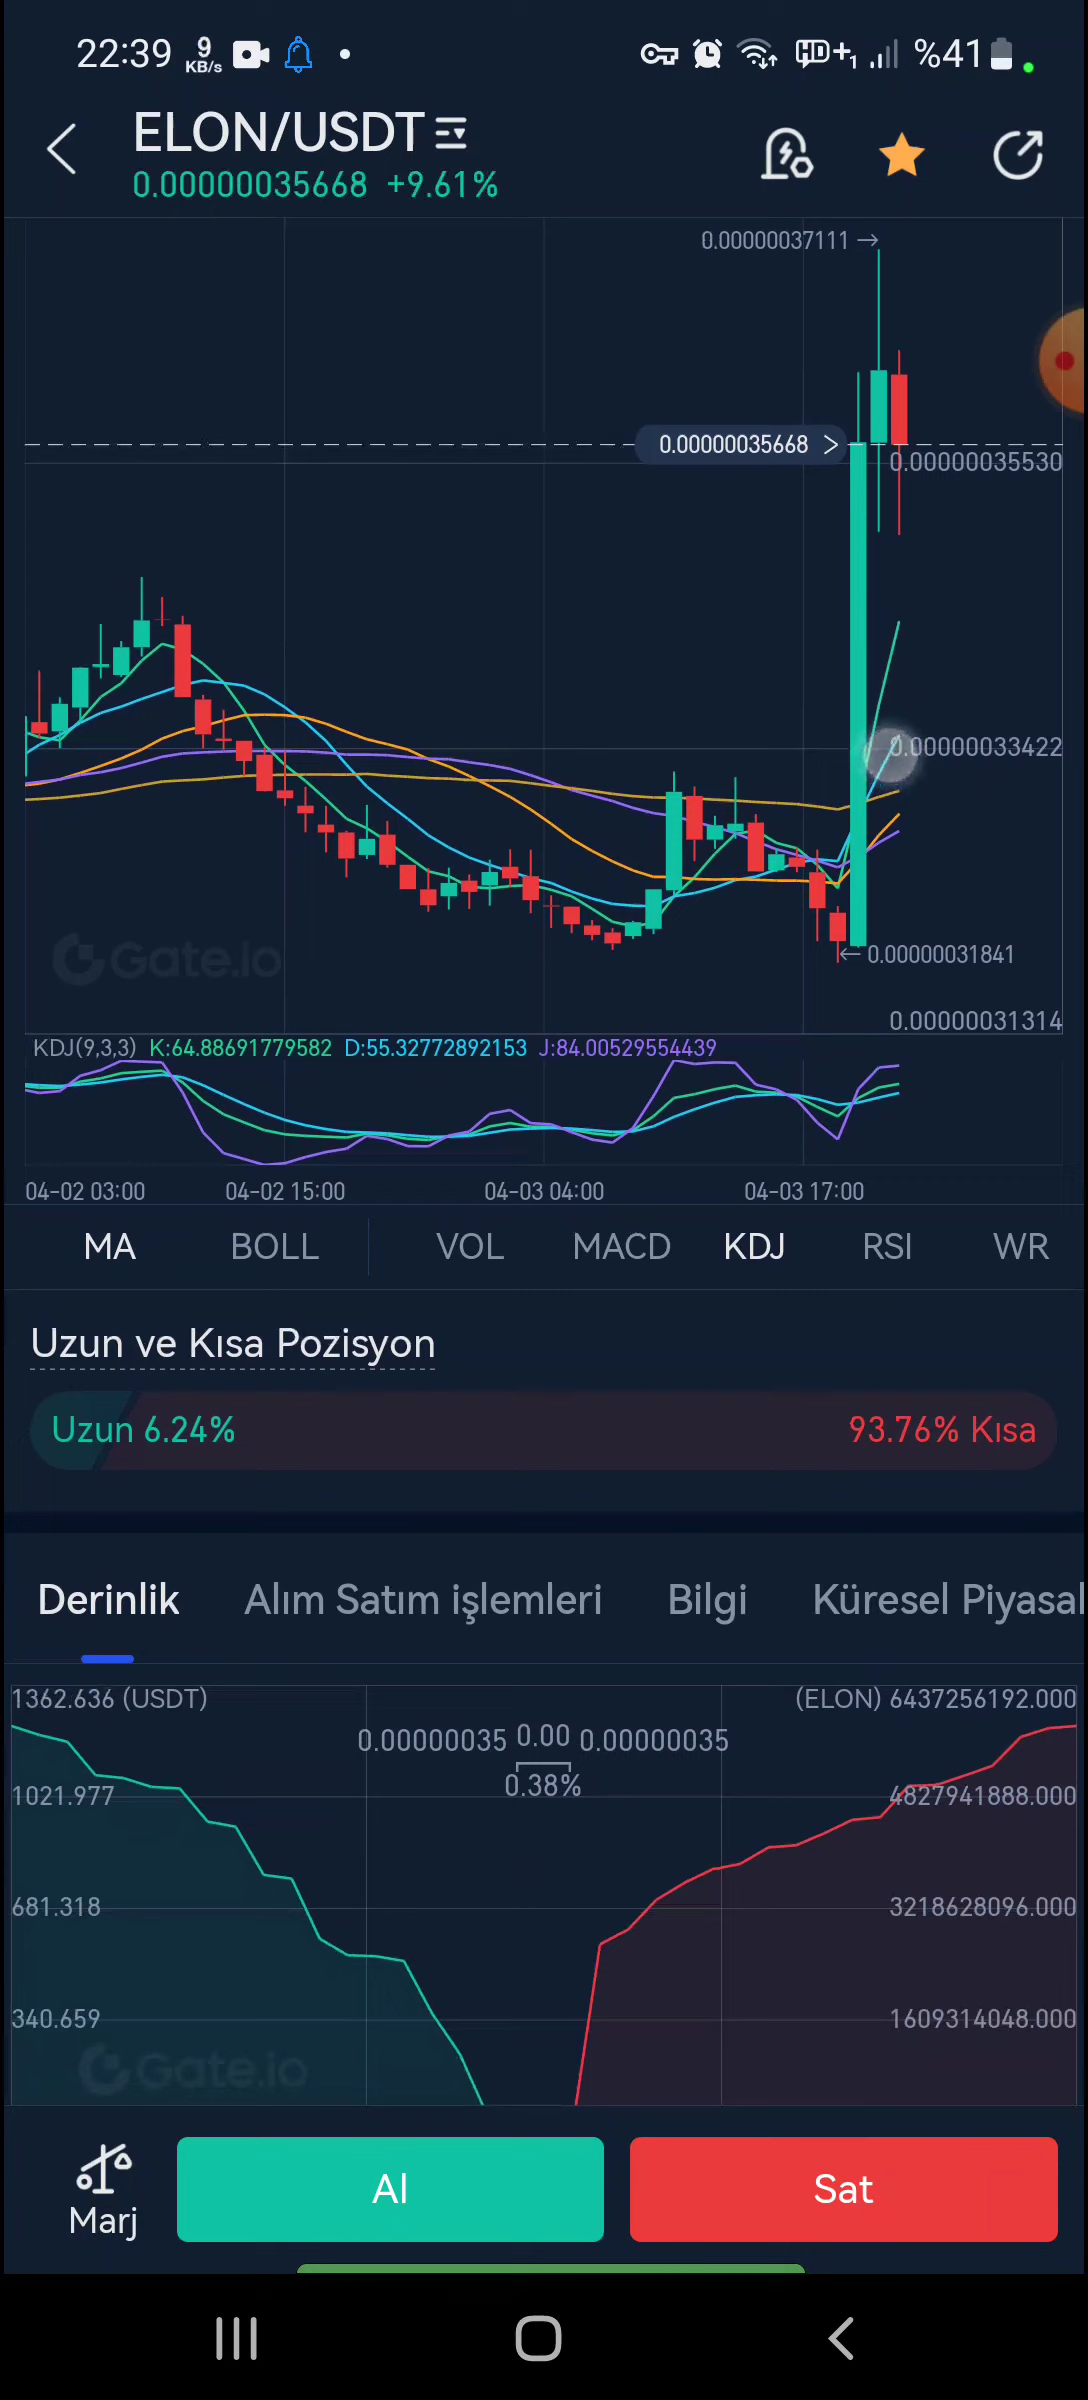 22:39 9 KB/s HD+1 %41
ELON/USDT
0.00000035668 +9.61%
0.00000037111
0.00000035668
0.00000035530
0.00000033422
0.00000031841
Gate.io
0.00000031314
KDJ(9,3,3) K:64.88691779582 D:55.32772892153 J:84.00529554439
04-02 03:00 04-02 15:00 04-03 04:00 04-03 17:00
MA BOLL VOL MACD KDJ RSI WR
Uzun ve Kısa Pozisyon
Uzun 6.24% 93.76% Kısa
Derinlik Alım Satım işlemleri Bilgi Küresel Piyasal
1362.636 (USDT) (ELON) 6437256192.000
0.00000035 0.00 0.00000035
0.38%
1021.977 4827941888.000
681.318 3218628096.000
340.659 1609314048.000
Gate.io
Marj Al Sat